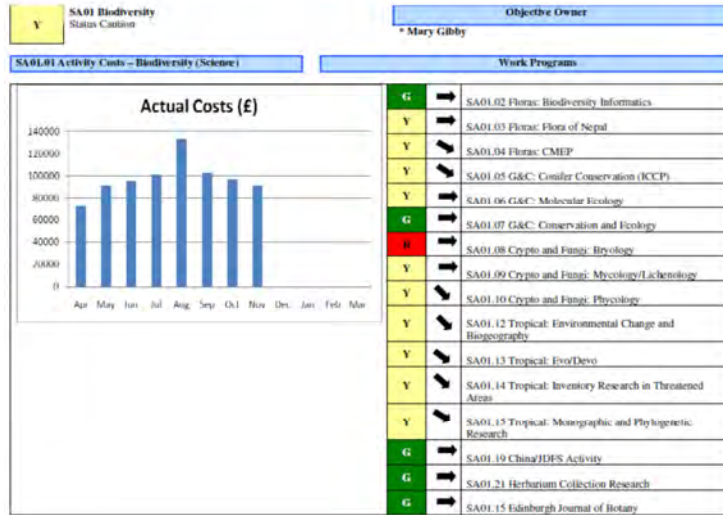 Y
SA01 Biodiversity
Status Caution
Objective Owner
* Mary Gibby
SA01.01 Activity Costs – Biodiversity (Science)
Work Programs
Actual Costs (£)
140000
120000
100000
80000
60000
40000
20000
0
Apr May Jun Jul Aug Sep Oct Nov Dec Jan Feb Mar
G SA01.02 Floras: Biodiversity Informatics
Y SA01.03 Floras: Flora of Nepal
Y SA01.04 Floras: CMEP
Y SA01.05 G&C: Conifer Conservation (ICCP)
Y SA01.06 G&C: Molecular Ecology
G SA01.07 G&C: Conservation and Ecology
R SA01.08 Crypto and Fungi: Bryology
Y SA01.09 Crypto and Fungi: Mycology/Lichenology
Y SA01.10 Crypto and Fungi: Phycology
Y SA01.12 Tropical: Environmental Change and
Biogeography
Y SA01.13 Tropical: Evo/Devo
Y SA01.14 Tropical: Inventory Research in Threatened
Areas
Y SA01.15 Tropical: Monographic and Phylogenetic
Research
G SA01.19 China/JDFS Activity
G SA01.21 Herbarium Collection Research
G SA01.15 Edinburgh Journal of Botany